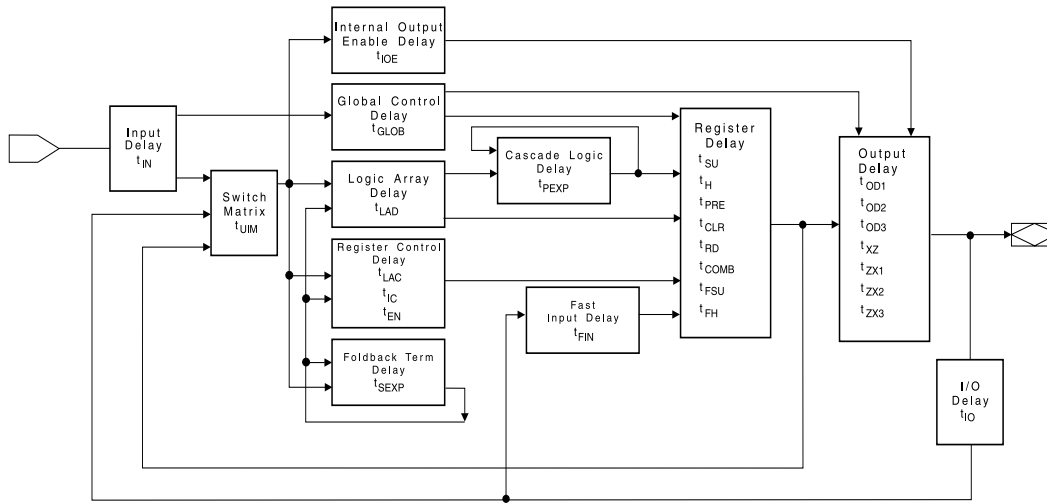 Internal Output
Enable Delay
tIOE
Global Control
Delay
tGLOB
Input
Delay
tIN
Switch
Matrix
tUIM
Logic Array
Delay
tLAD
Cascade Logic
Delay
tPEXP
Register Control
Delay
tLAC
tIC
tEN
Foldback Term
Delay
tSEXP
Fast
Input Delay
tFIN
Register
Delay
tSU
tH
tPRE
tCLR
tRD
tCOMB
tFSU
tFH
Output
Delay
tOD1
tOD2
tOD3
tXZ
tZX1
tZX2
tZX3
I/O
Delay
tIO